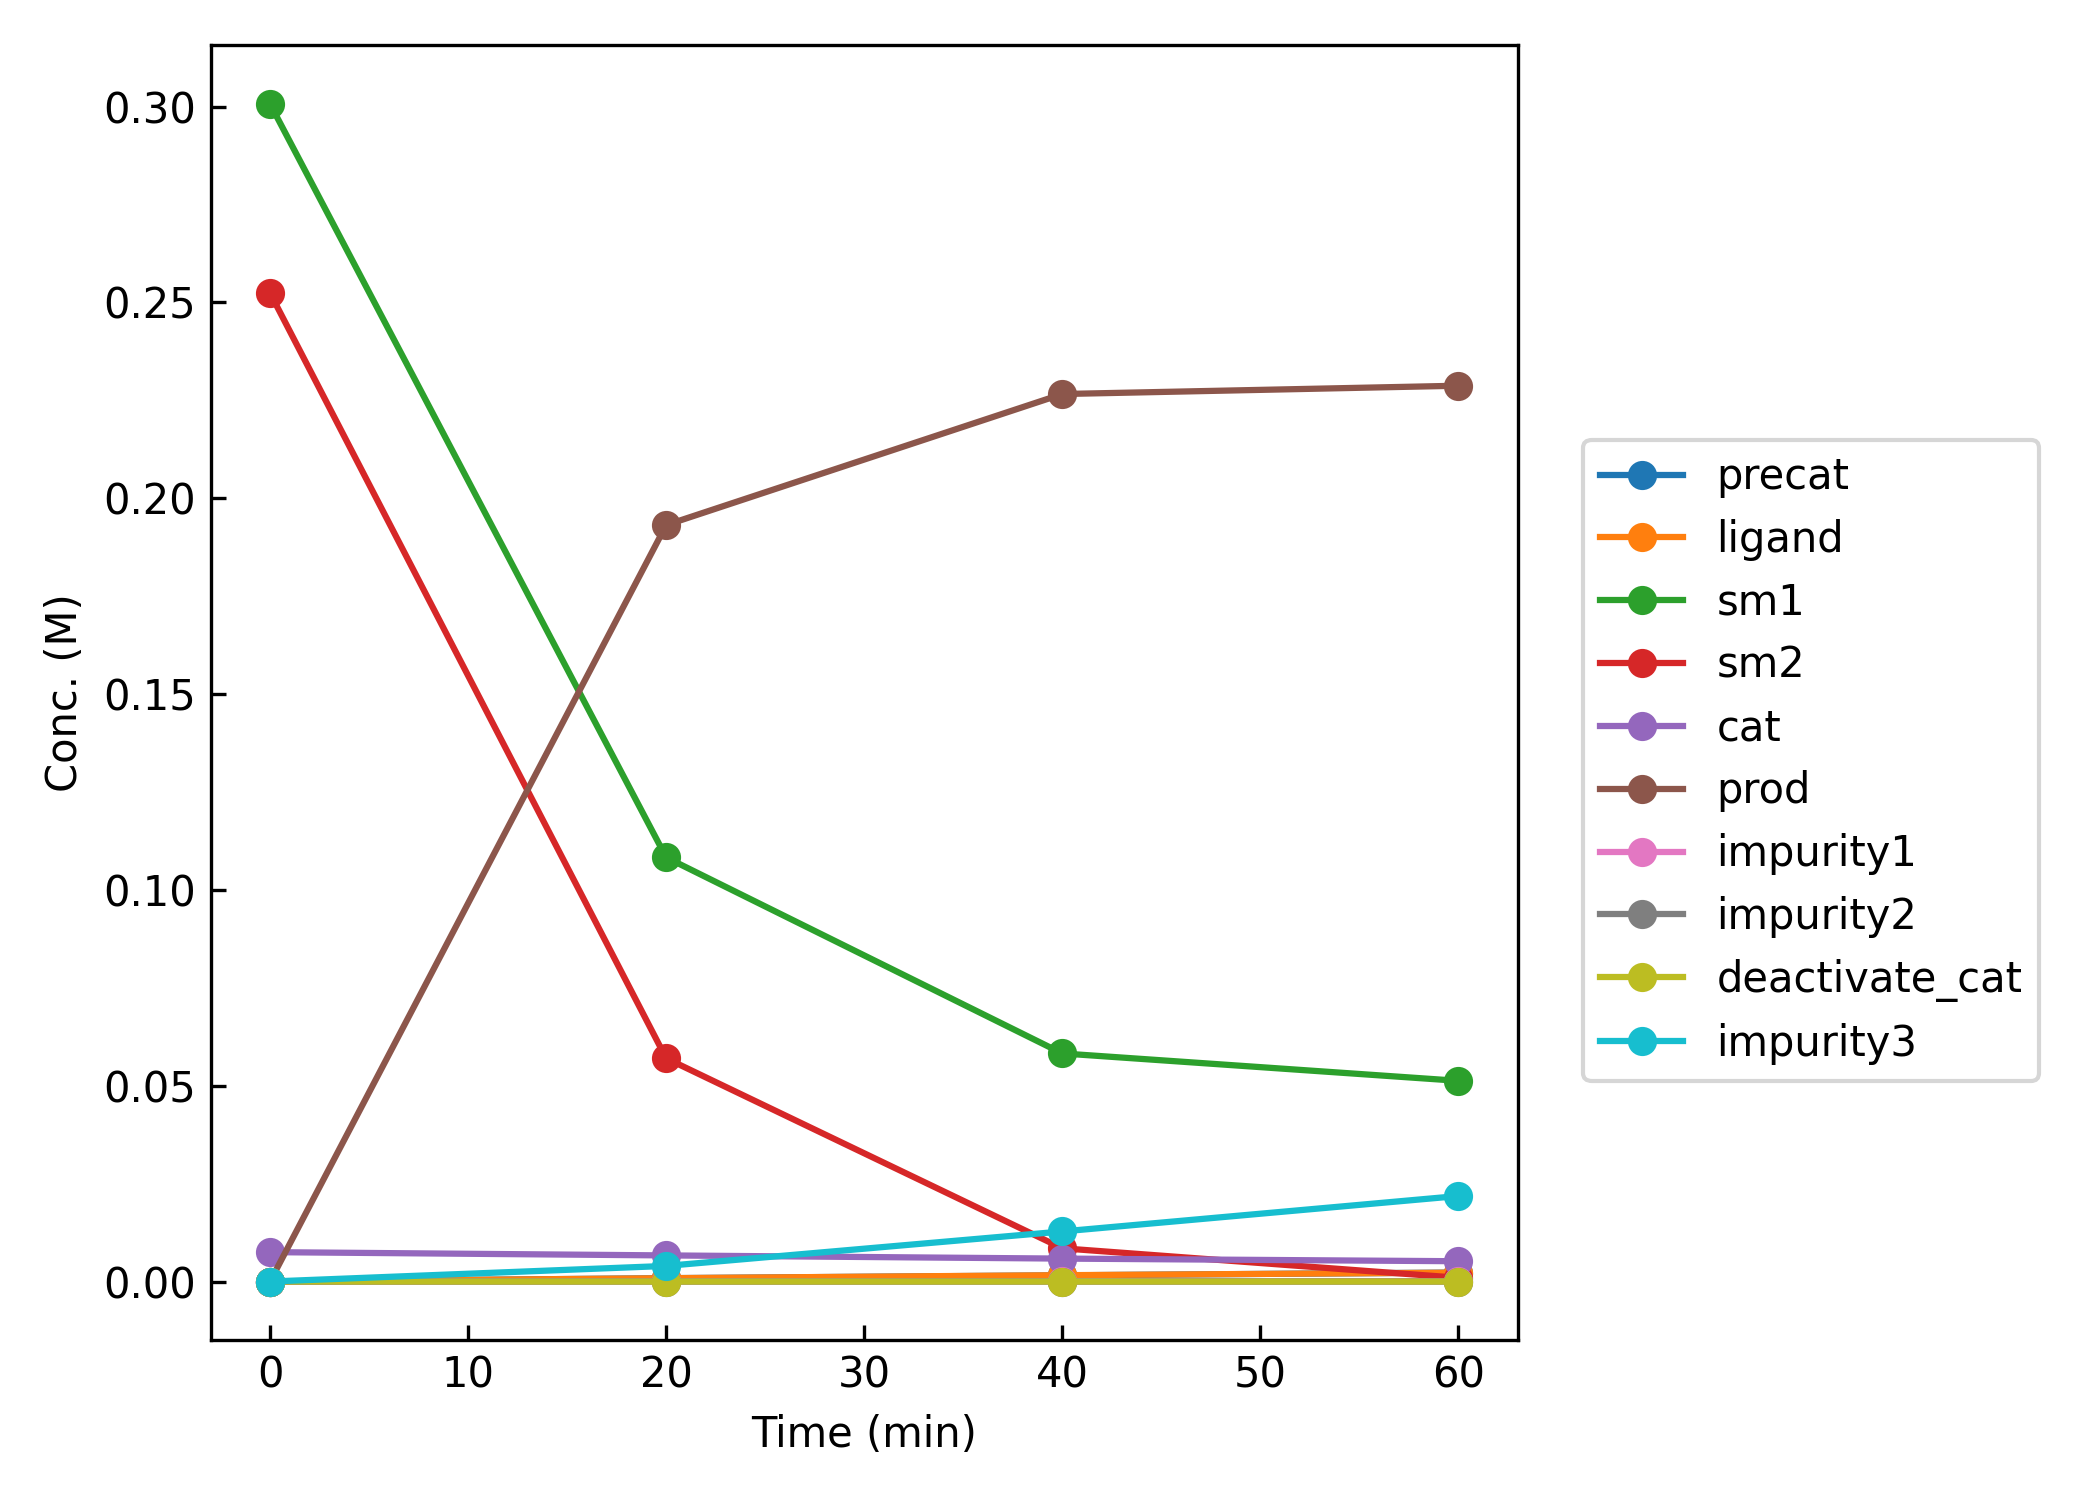 0.30
0.25
0.20
0.15
0.10
0.05
0.00
Conc. (M)
0 10 20 30 40 50 60
Time (min)
precat
ligand
sm1
sm2
cat
prod
impurity1
impurity2
deactivate_cat
impurity3